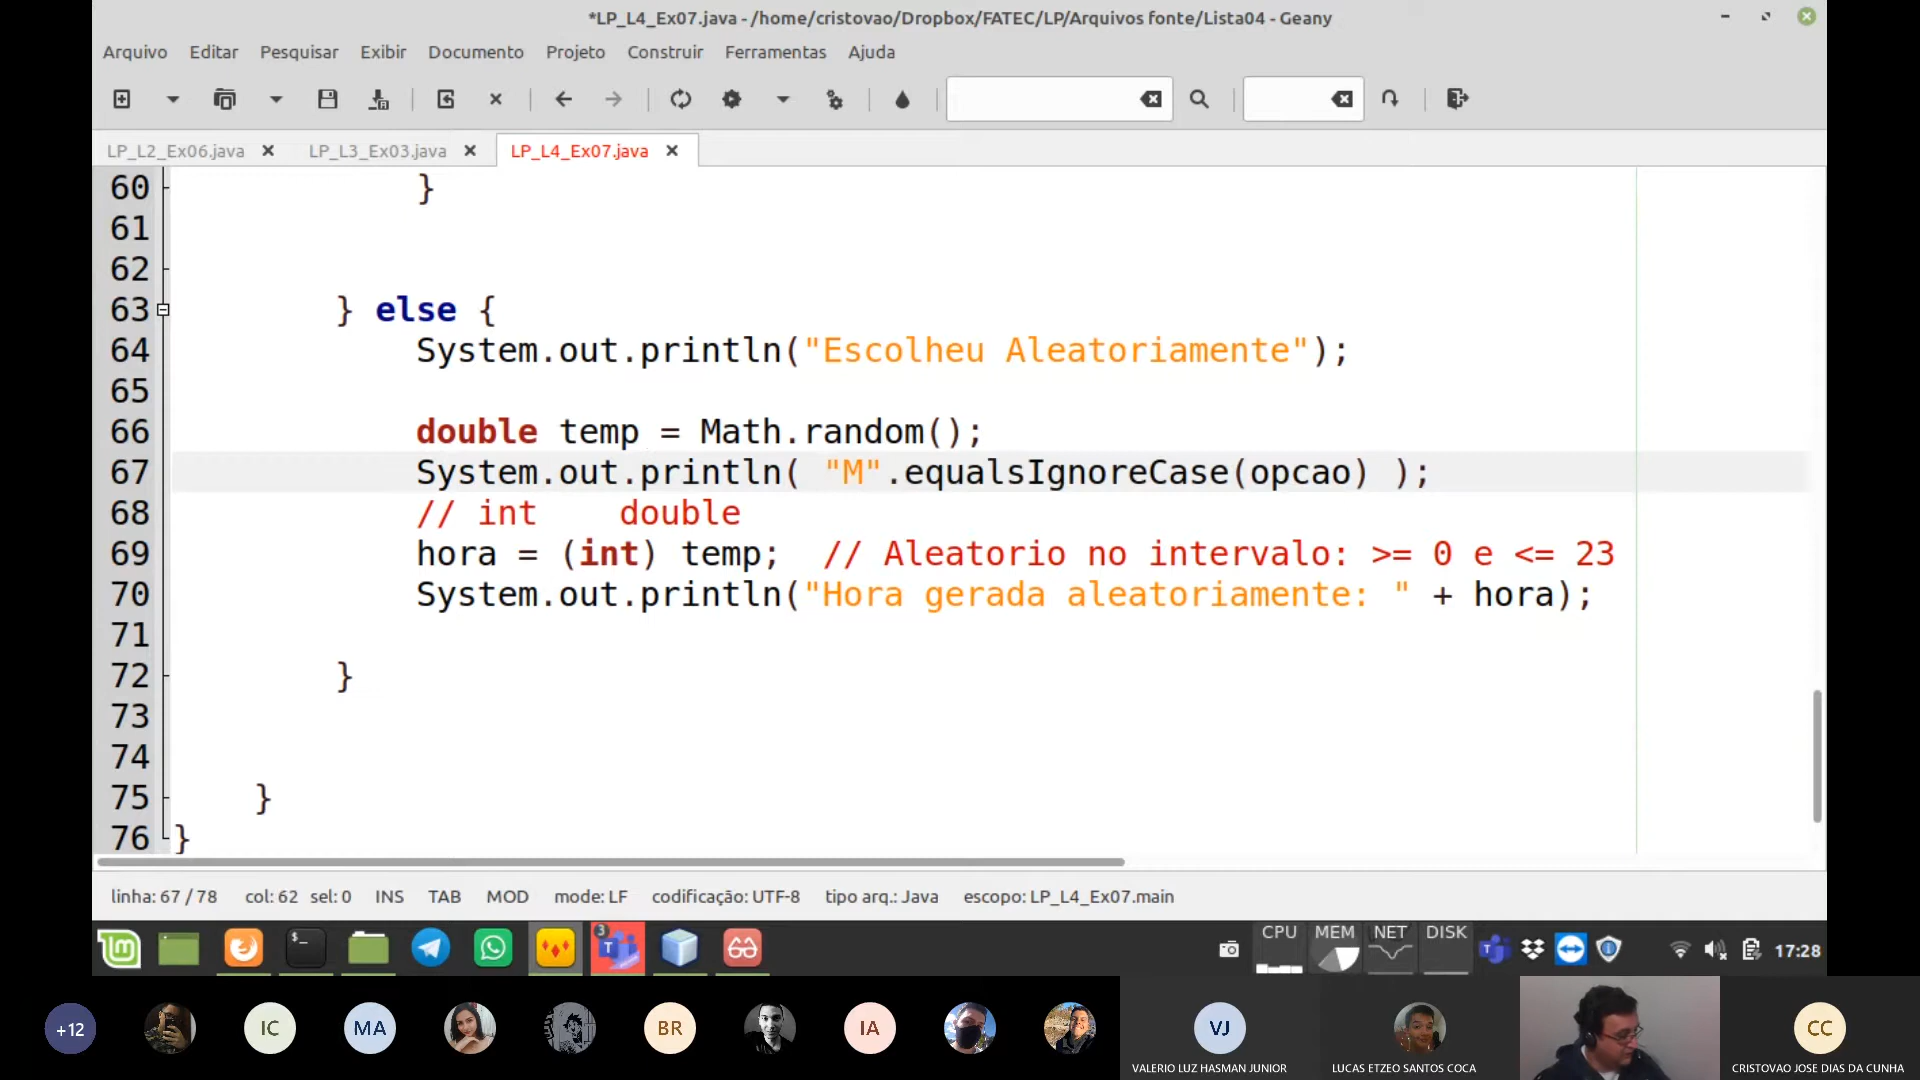 *LP_L4_Ex07.java - /home/cristovao/Dropbox/FATEC/LP/Arquivos fonte/Lista04 - Geany
Arquivo Editar Pesquisar Exibir Documento Projeto Construir Ferramentas Ajuda
LP_L2_Ex06.java LP_L3_Ex03.java LP_L4_Ex07.java
60 }
61
62
63 } else {
64 System.out.println("Escolheu Aleatoriamente");
65
66 double temp = Math.random();
67 System.out.println( "M".equalsIgnoreCase(opcao) );
68 // int double
69 hora = (int) temp; // Aleatorio no intervalo: >= 0 e <= 23
70 System.out.println("Hora gerada aleatoriamente: " + hora);
71
72 }
73
74
75 }
76 }
linha: 67 / 78 col: 62 sel: 0 INS TAB MOD mode: LF codificação: UTF-8 tipo arq.: Java escopo: LP_L4_Ex07.main
3 CPU MEM NET DISK 17:28
+12 IC MA BR IA VJ CC
VALERIO LUZ HASMAN JUNIOR LUCAS ETZEO SANTOS COCA CRISTOVAO JOSE DIAS DA CUNHA